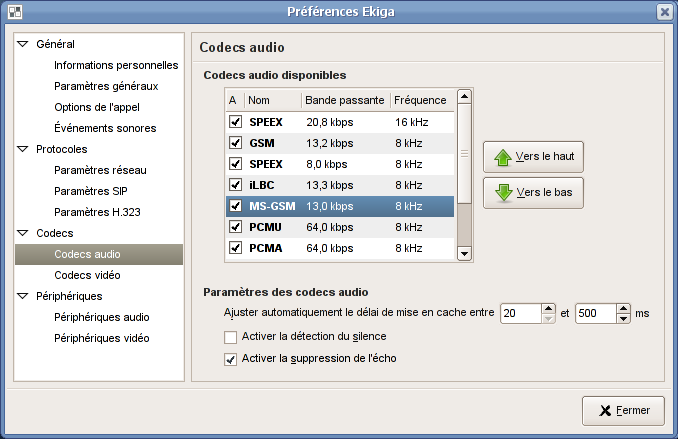 Préférences Ekiga
Général
Informations personnelles
Paramètres généraux
Options de l'appel
Événements sonores
Protocoles
Paramètres réseau
Paramètres SIP
Paramètres H.323
Codecs
Codecs audio
Codecs vidéo
Périphériques
Périphériques audio
Périphériques vidéo
Codecs audio
Codecs audio disponibles
A Nom Bande passante Fréquence
SPEEX 20,8 kbps 16 kHz
GSM 13,2 kbps 8 kHz
SPEEX 8,0 kbps 8 kHz
iLBC 13,3 kbps 8 kHz
MS-GSM 13,0 kbps 8 kHz
PCMU 64,0 kbps 8 kHz
PCMA 64,0 kbps 8 kHz
Vers le haut
Vers le bas
Paramètres des codecs audio
Ajuster automatiquement le délai de mise en cache entre 20 et 500 ms
Activer la détection du silence
Activer la suppression de l'écho
Fermer